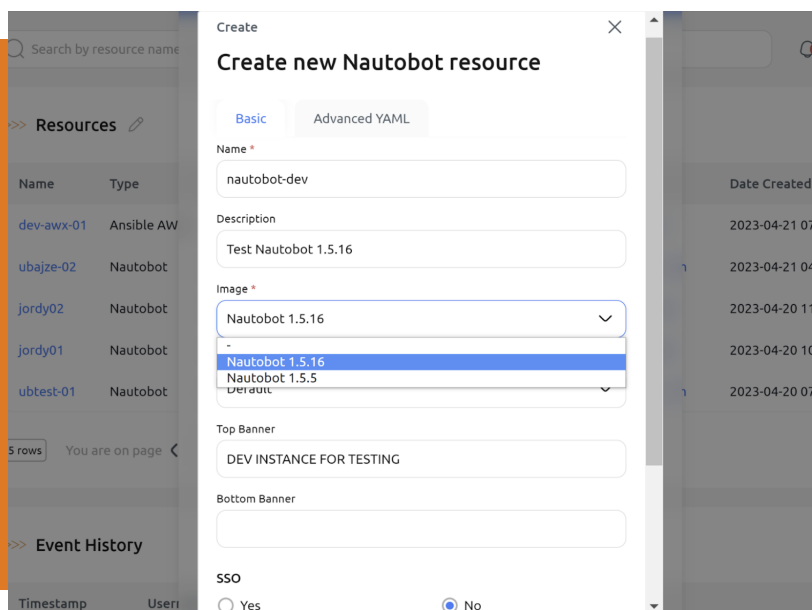 Create
Create new Nautobot resource
Basic Advanced YAML
Name *
nautobot-dev
Description
Test Nautobot 1.5.16
Image *
Nautobot 1.5.16
-
Nautobot 1.5.16
Nautobot 1.5.5
Default
Top Banner
DEV INSTANCE FOR TESTING
Bottom Banner
SSO
Yes No
Search by resource name
>>> Resources
Name Type Date Created
dev-awx-01 Ansible AW 2023-04-21 07
ubajze-02 Nautobot 2023-04-21 04
jordy02 Nautobot 2023-04-20 11
jordy01 Nautobot 2023-04-20 10
ubtest-01 Nautobot 2023-04-20 07
5 rows You are on page
>>> Event History
Timestamp